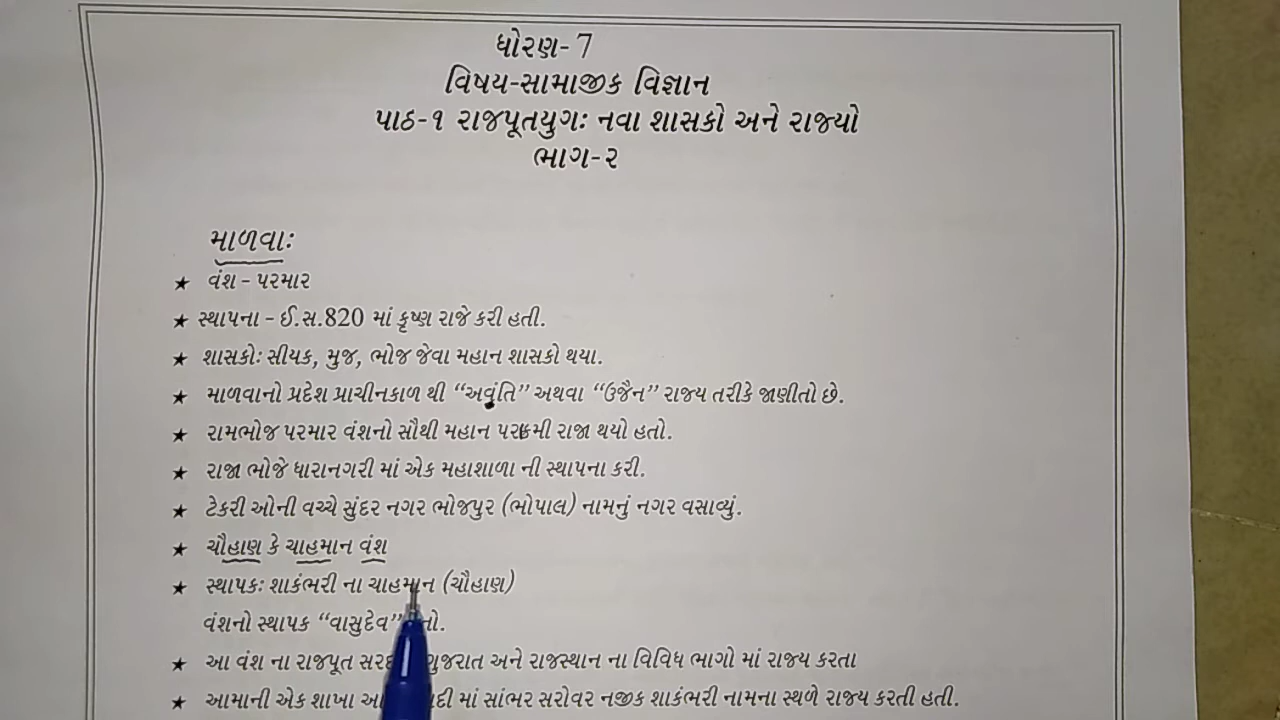 ધોરણ- 7
વિષય-સામાજીક વિજ્ઞાન
પાઠ-૧ રાજપૂતયુગઃ નવા શાસકો અને રાજ્યો
ભાગ-૨
માળવાઃ
★ વંશ - પરમાર
★ સ્થાપના - ઈ.સ.820 માં કૃષ્ણ રાજે કરી હતી.
★ શાસકોઃ સીયક, મુજ, ભોજ જેવા મહાન શાસકો થયા.
★ માળવાનો પ્રદેશ પ્રાચીનકાળ થી “અવંતિ” અથવા “ઉજૈન” રાજ્ય તરીકે જાણીતો છે.
★ રામભોજ પરમાર વંશનો સૌથી મહાન પરાક્રમી રાજા થયો હતો.
★ રાજા ભોજે ધારાનગરી માં એક મહાશાળા ની સ્થાપના કરી.
★ ટેકરી ઓની વચ્ચે સુંદર નગર ભોજપુર (ભોપાલ) નામનું નગર વસાવ્યું.
★ ચૌહાણ કે ચાહમાન વંશ
★ સ્થાપકઃ શાકંભરી ના ચાહમાન (ચૌહાણ)
વંશનો સ્થાપક “વાસુદેવ”
★ આ વંશ ના રાજપૂત ગુજરાત અને રાજસ્થાન ના વિવિધ ભાગો માં રાજ્ય કરતા
★ આમાની એક શાખા માં સાંભર સરોવર નજીક શાકંભરી નામના સ્થળે રાજ્ય કરતી હતી.